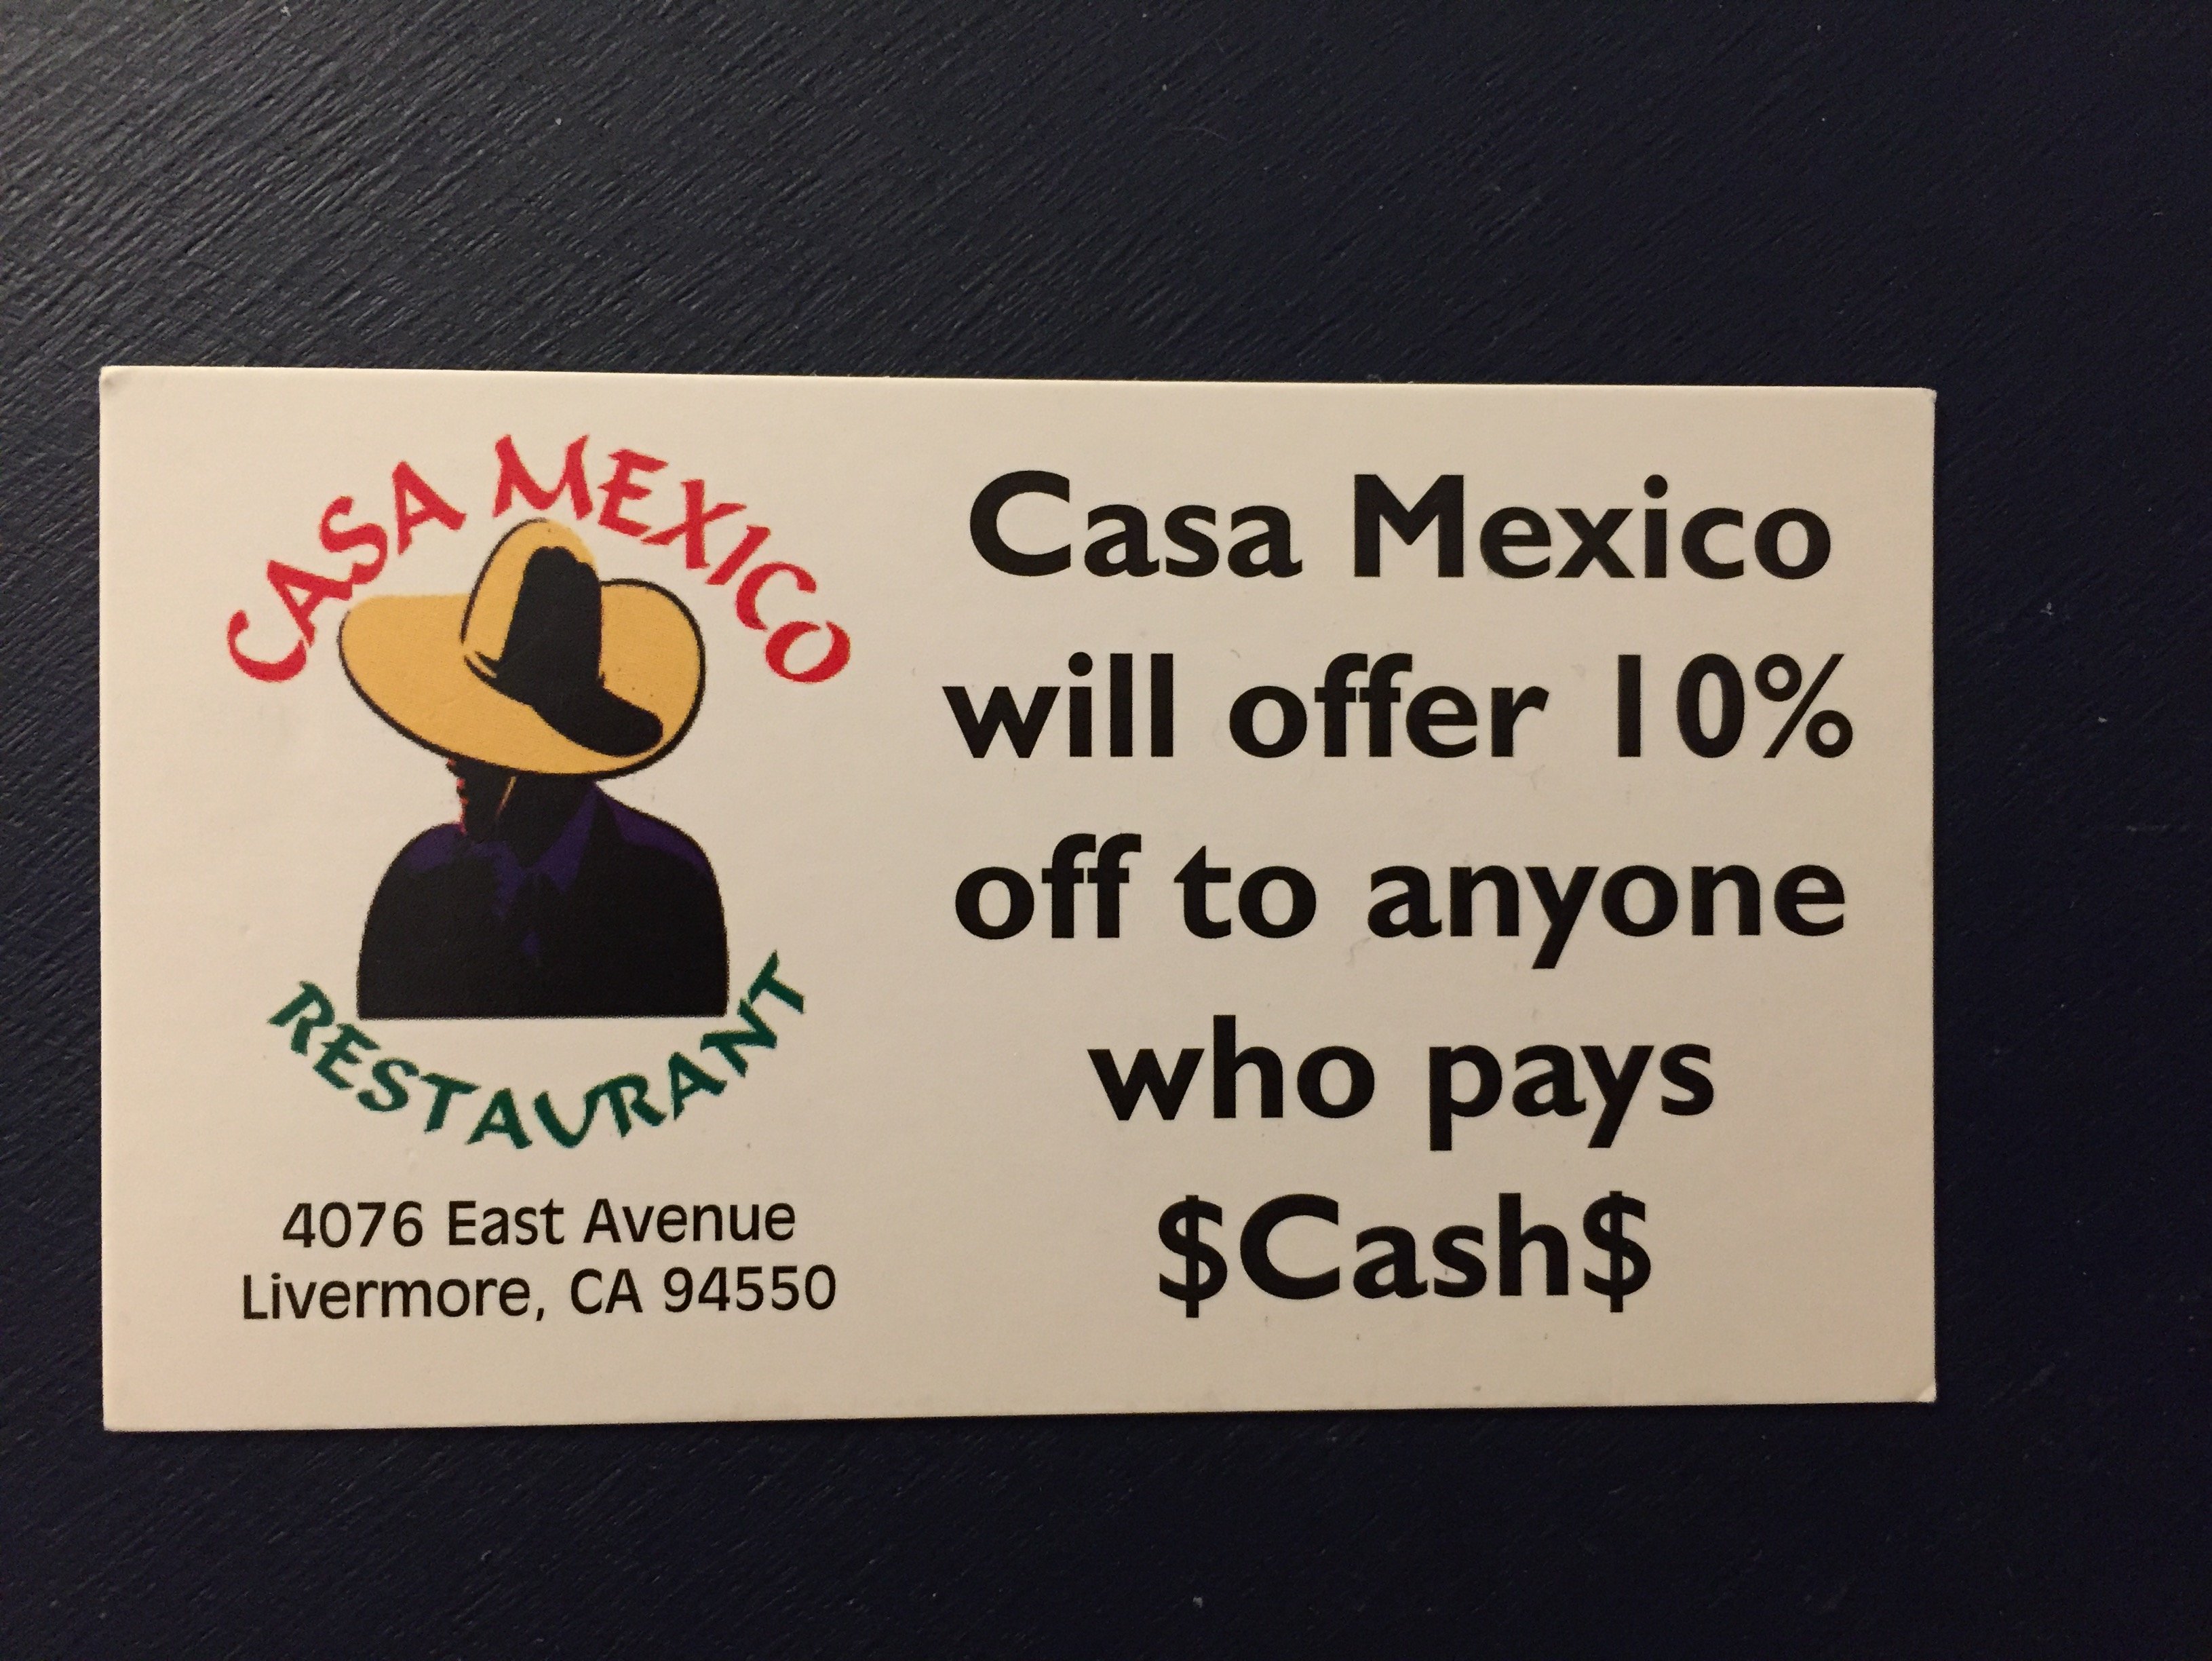 CASA MEXICO
RESTAURANT
4076 East Avenue
Livermore, CA 94550
Casa Mexico
will offer 10%
off to anyone
who pays
$Cash$